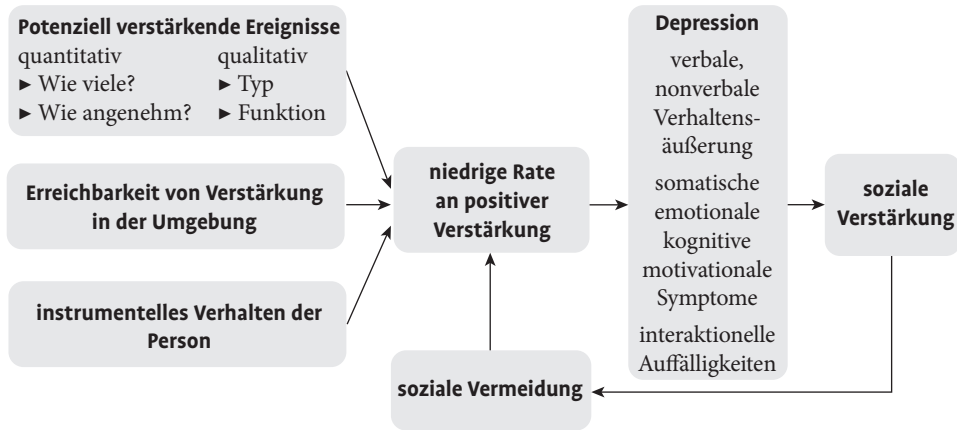 Potenziell verstärkende Ereignisse
quantitativ qualitativ
► Wie viele? ► Typ
► Wie angenehm? ► Funktion
Erreichbarkeit von Verstärkung
in der Umgebung
instrumentelles Verhalten der
Person
niedrige Rate
an positiver
Verstärkung
soziale Vermeidung
Depression
verbale,
nonverbale
Verhaltens-
äußerung
somatische
emotionale
kognitive
motivationale
Symptome
interaktionelle
Auffälligkeiten
soziale
Verstärkung